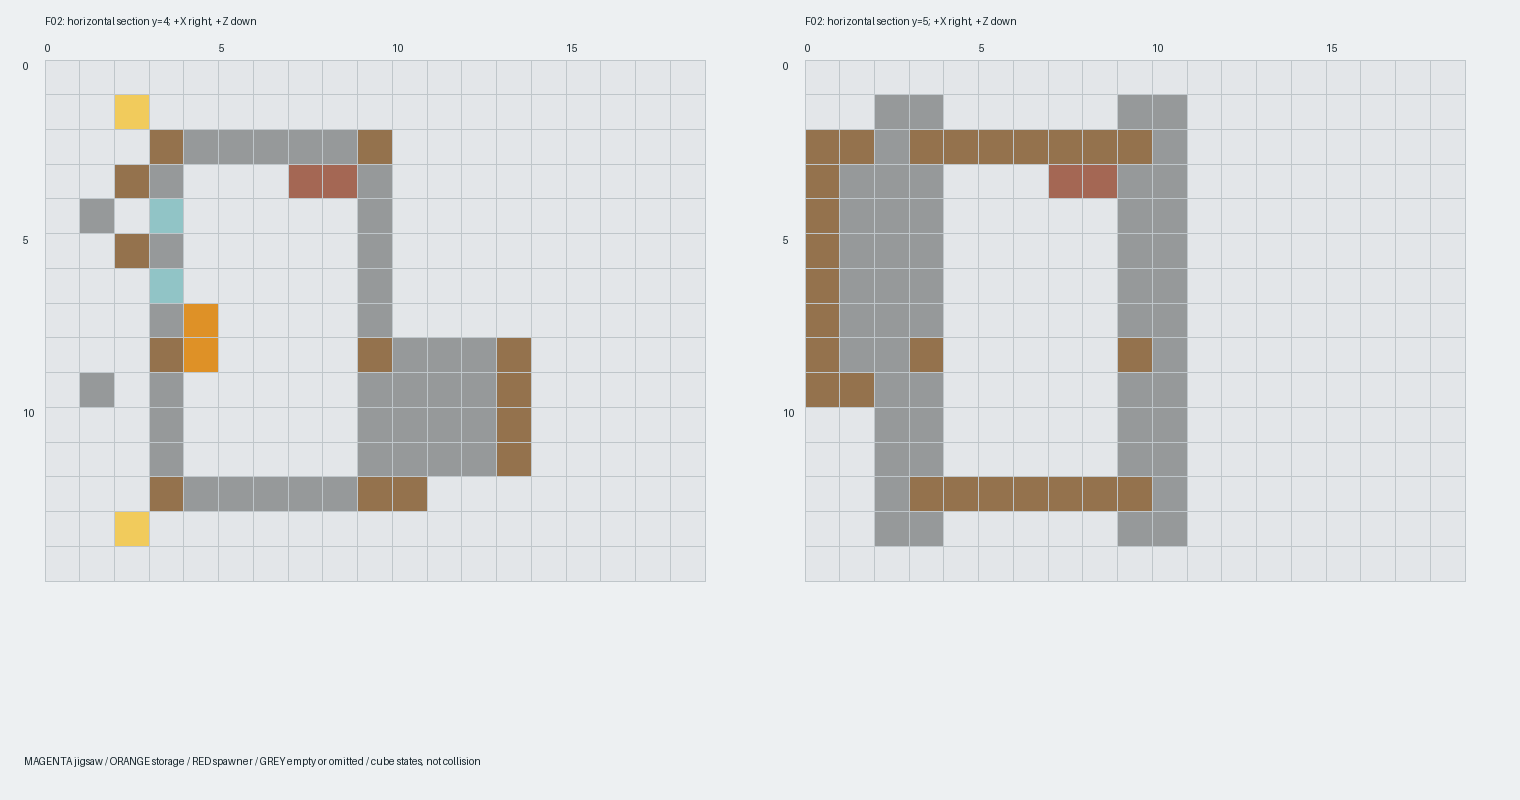 F02: horizontal section y=4; +X right, +Z down
F02: horizontal section y=5; +X right, +Z down
0 5 10 15
0 5 10 15
0
0
5
5
10
10
MAGENTA jigsaw / ORANGE storage / RED spawner / GREY empty or omitted / cube states, not collision